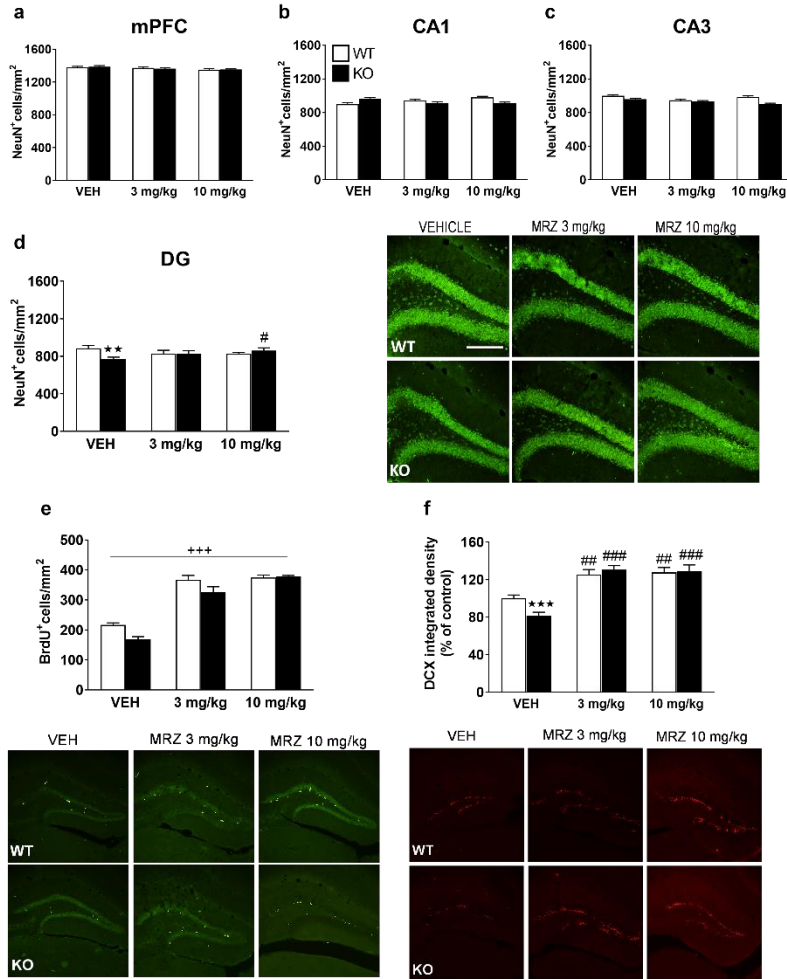 a
mPFC
NeuN⁺cells/mm²
1600
1200
800
400
0
VEH
3 mg/kg
10 mg/kg
b
CA1
NeuN⁺cells/mm²
1600
1200
800
400
0
WT
KO
VEH
3 mg/kg
10 mg/kg
c
CA3
NeuN⁺cells/mm²
1600
1200
800
400
0
VEH
3 mg/kg
10 mg/kg
d
DG
NeuN⁺cells/mm²
1600
1200
800
400
0
★★
#
VEH
3 mg/kg
10 mg/kg
VEHICLE
MRZ 3 mg/kg
MRZ 10 mg/kg
WT
KO
e
BrdU⁺cells/mm²
500
400
300
200
100
0
+++
VEH
3 mg/kg
10 mg/kg
VEH
MRZ 3 mg/kg
MRZ 10 mg/kg
WT
KO
f
DCX integrated density
(% of control)
160
120
80
40
0
★★★
##
###
##
###
VEH
3 mg/kg
10 mg/kg
VEH
MRZ 3 mg/kg
MRZ 10 mg/kg
WT
KO